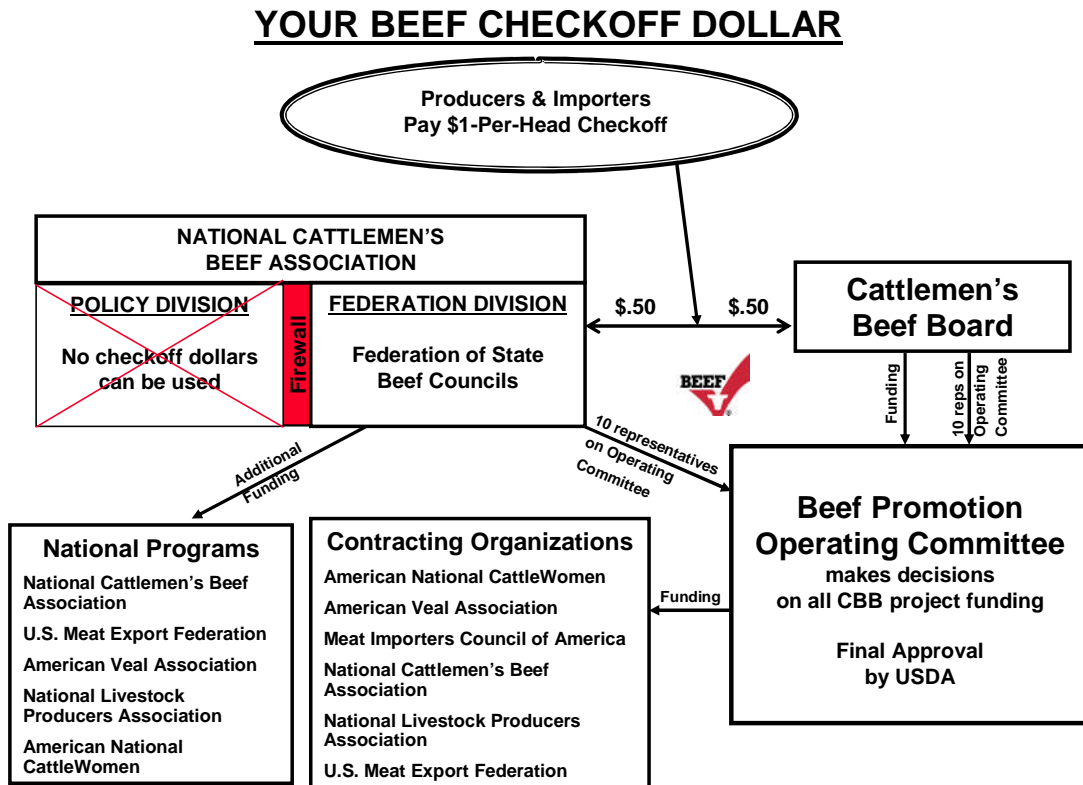 YOUR BEEF CHECKOFF DOLLAR
Producers & Importers
Pay $1-Per-Head Checkoff
NATIONAL CATTLEMEN'S
BEEF ASSOCIATION
POLICY DIVISION
No checkoff dollars
can be used
Firewall
FEDERATION DIVISION
Federation of State
Beef Councils
$.50
$.50
Cattlemen's
Beef Board
BEEF
®
Funding
10 reps on
Operating
Committee
Additional
Funding
10 representatives
on Operating
Committee
National Programs
National Cattlemen's Beef
Association
U.S. Meat Export Federation
American Veal Association
National Livestock
Producers Association
American National
CattleWomen
Contracting Organizations
American National CattleWomen
American Veal Association
Meat Importers Council of America
National Cattlemen's Beef
Association
National Livestock Producers
Association
U.S. Meat Export Federation
Funding
Beef Promotion
Operating Committee
makes decisions
on all CBB project funding
Final Approval
by USDA